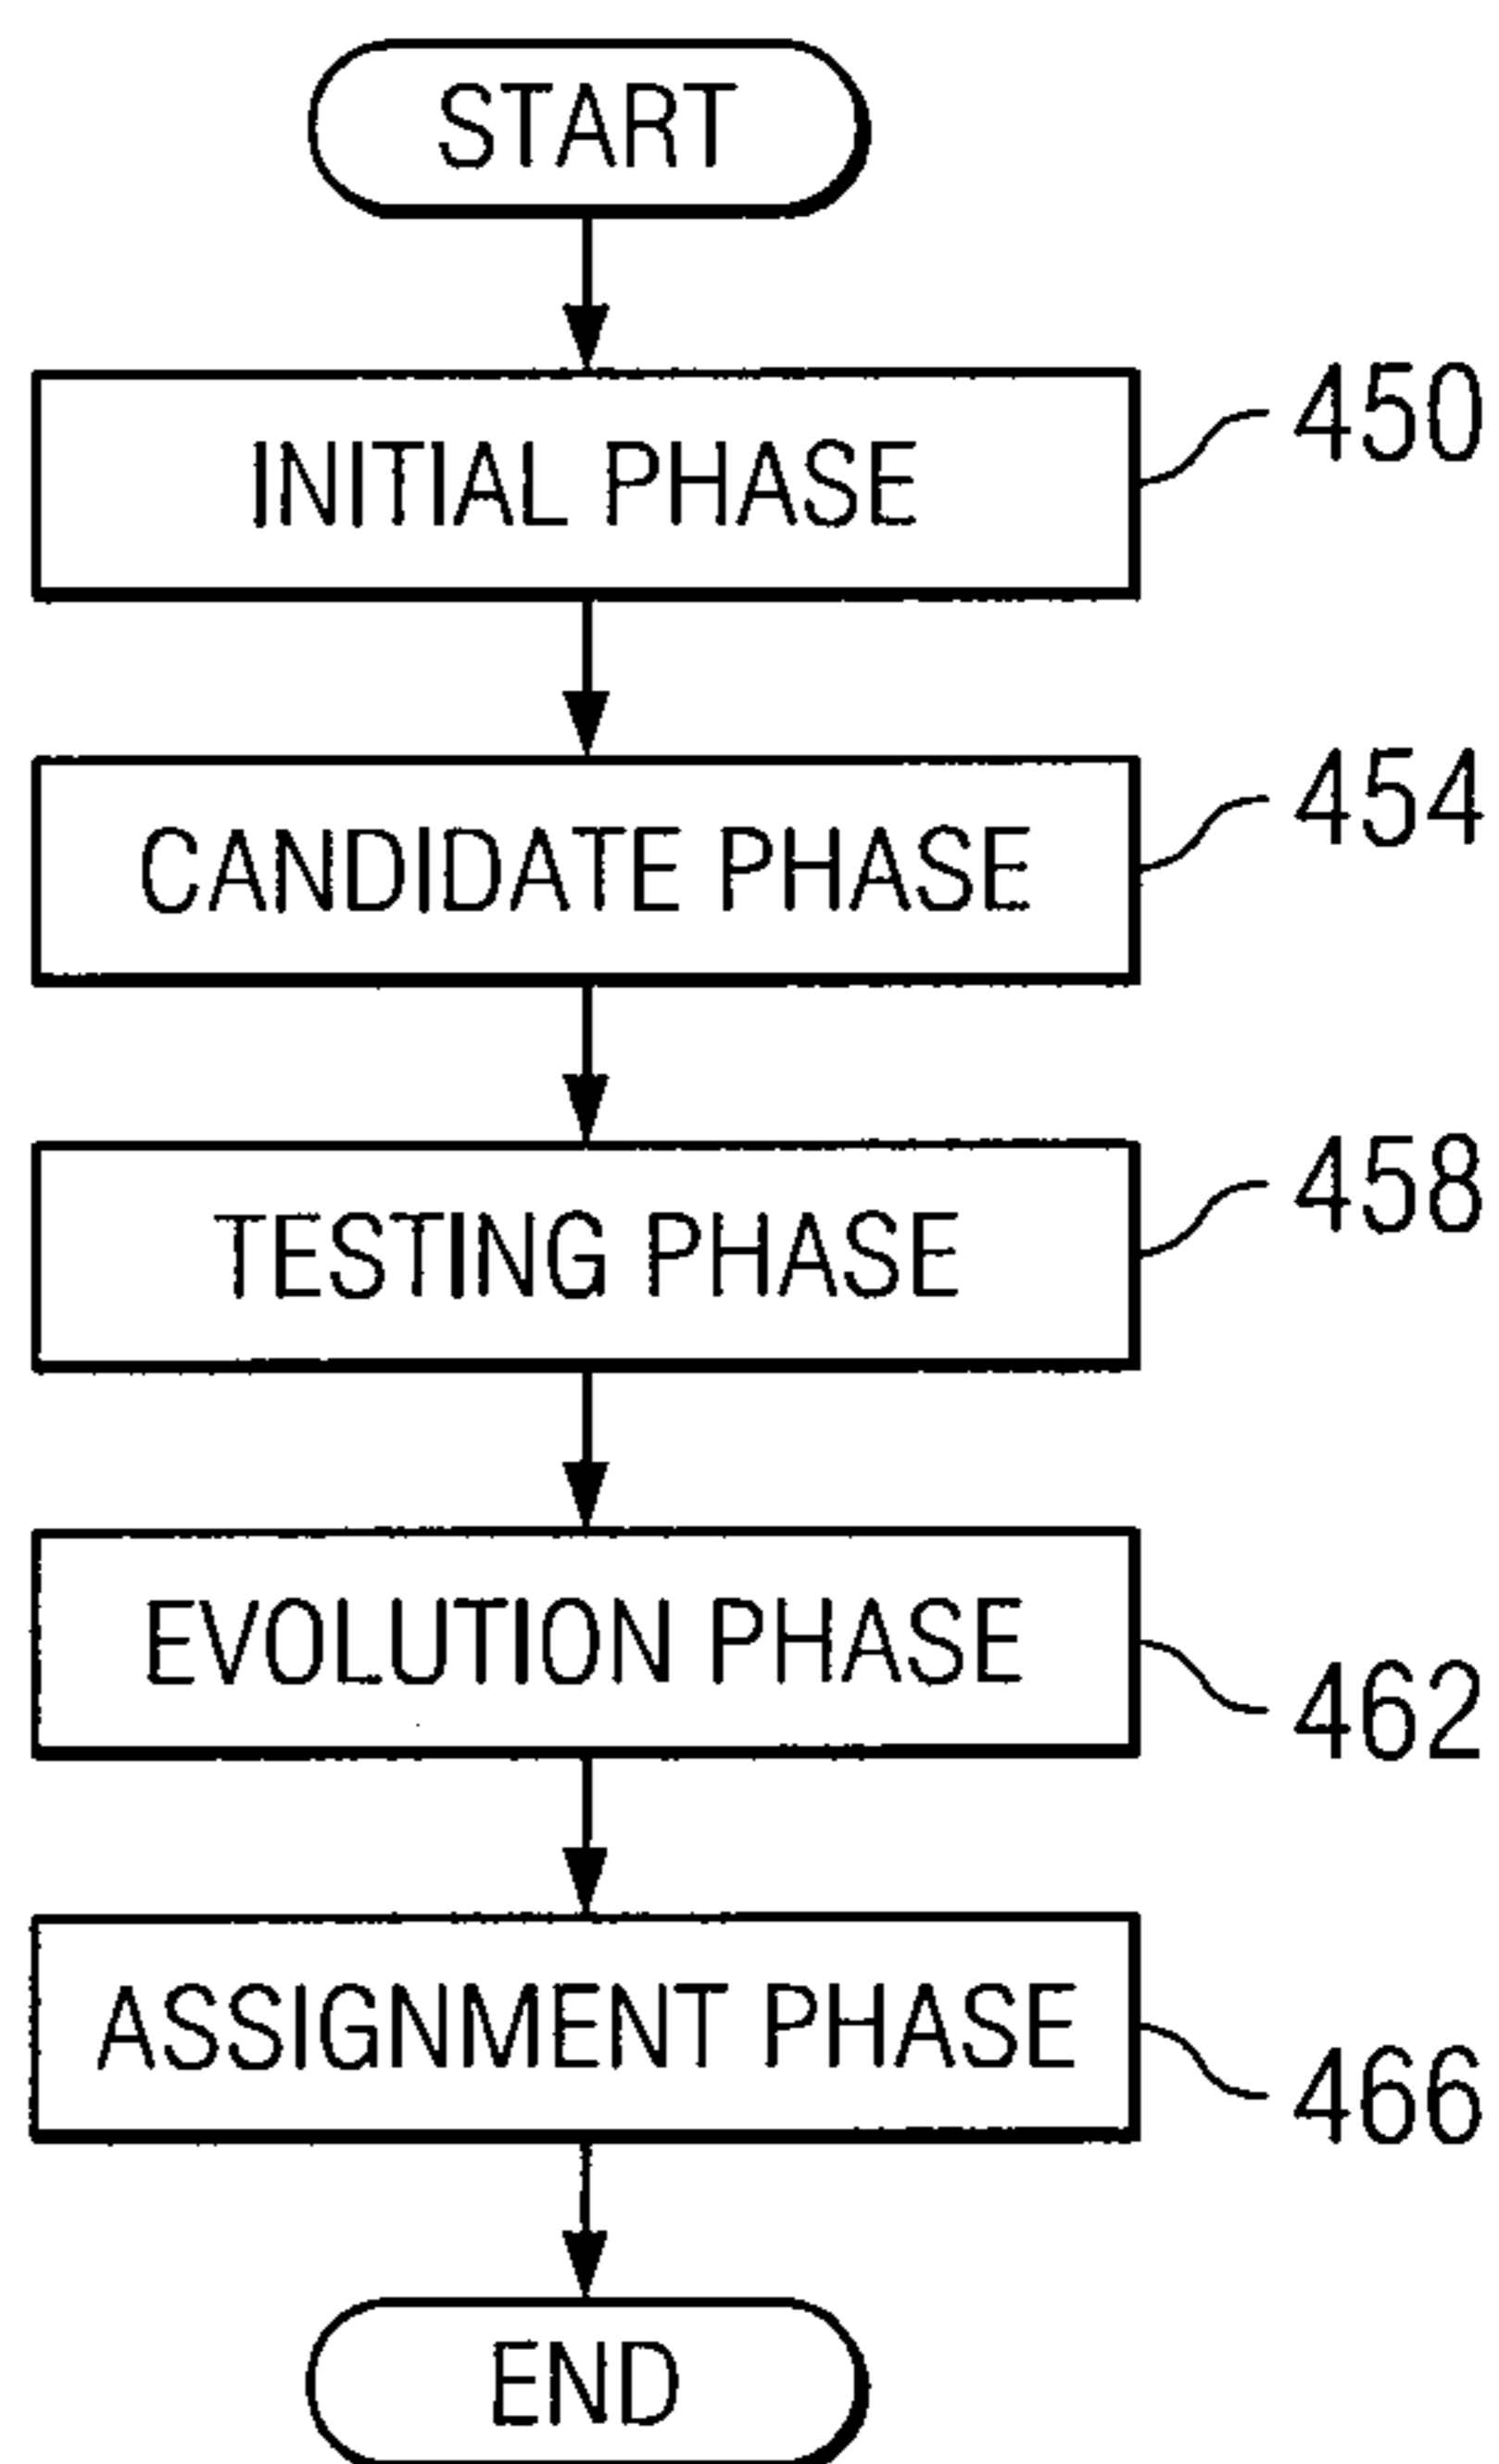 START
INITIAL PHASE 450
CANDIDATE PHASE 454
TESTING PHASE 458
EVOLUTION PHASE 462
ASSIGNMENT PHASE 466
END